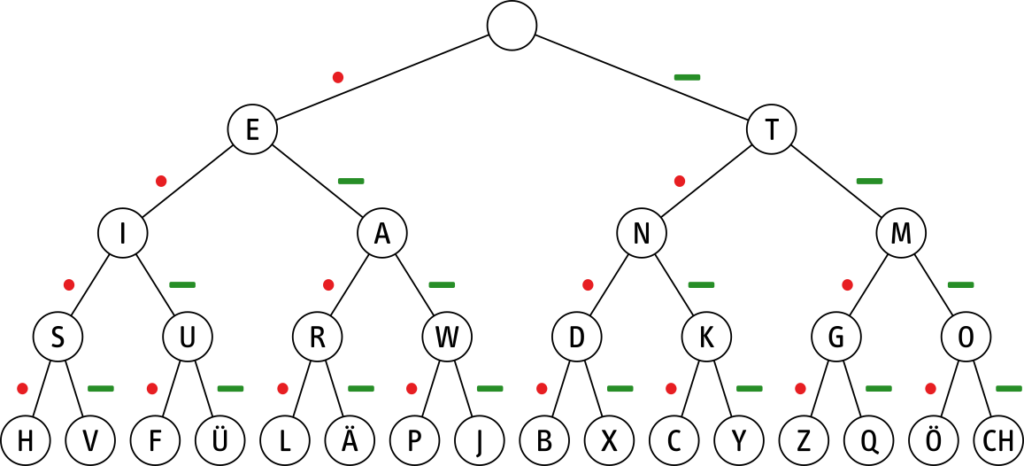 E T
I A N M
S U R W D K G O
H V F Ü L Ä P J B X C Y Z Q Ö CH